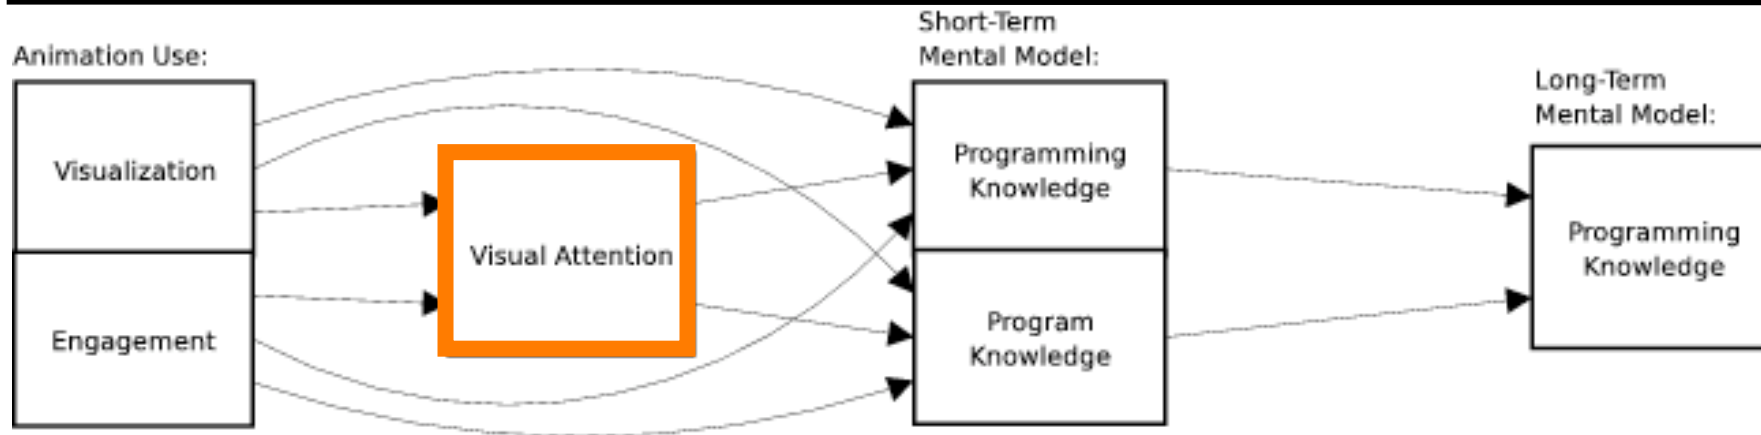 Animation Use:
Visualization
Engagement
Visual Attention
Short-Term
Mental Model:
Programming
Knowledge
Program
Knowledge
Long-Term
Mental Model:
Programming
Knowledge